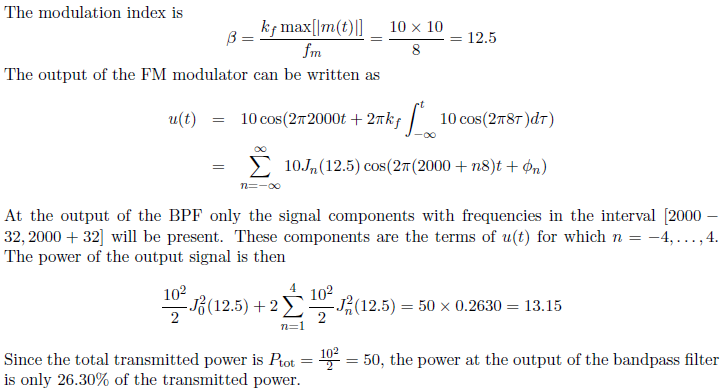 The modulation index is
β = k_f max[|m(t)|] / f_m = 10 × 10 / 8 = 12.5
The output of the FM modulator can be written as
u(t) = 10 cos(2π2000t + 2πk_f ∫_{−∞}^{t} 10 cos(2π8τ)dτ)
= ∑_{n=−∞}^{∞} 10J_n(12.5) cos(2π(2000 + n8)t + ϕ_n)
At the output of the BPF only the signal components with frequencies in the interval [2000 −
32, 2000 + 32] will be present. These components are the terms of u(t) for which n = −4, . . . , 4.
The power of the output signal is then
10²/2 J₀²(12.5) + 2 ∑_{n=1}^{4} 10²/2 J_n²(12.5) = 50 × 0.2630 = 13.15
Since the total transmitted power is P_tot = 10²/2 = 50, the power at the output of the bandpass filter
is only 26.30% of the transmitted power.